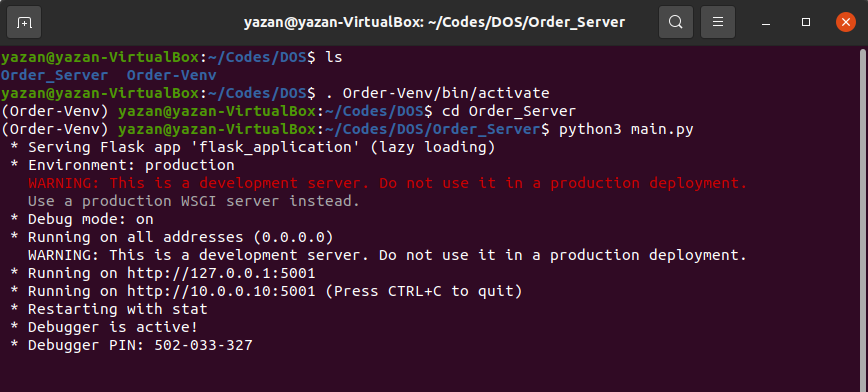 yazan@yazan-VirtualBox: ~/Codes/DOS/Order_Server
yazan@yazan-VirtualBox:~/Codes/DOS$ ls
Order_Server  Order-Venv
yazan@yazan-VirtualBox:~/Codes/DOS$ . Order-Venv/bin/activate
(Order-Venv) yazan@yazan-VirtualBox:~/Codes/DOS$ cd Order_Server
(Order-Venv) yazan@yazan-VirtualBox:~/Codes/DOS/Order_Server$ python3 main.py
 * Serving Flask app 'flask_application' (lazy loading)
 * Environment: production
   WARNING: This is a development server. Do not use it in a production deployment.
   Use a production WSGI server instead.
 * Debug mode: on
 * Running on all addresses (0.0.0.0)
   WARNING: This is a development server. Do not use it in a production deployment.
 * Running on http://127.0.0.1:5001
 * Running on http://10.0.0.10:5001 (Press CTRL+C to quit)
 * Restarting with stat
 * Debugger is active!
 * Debugger PIN: 502-033-327